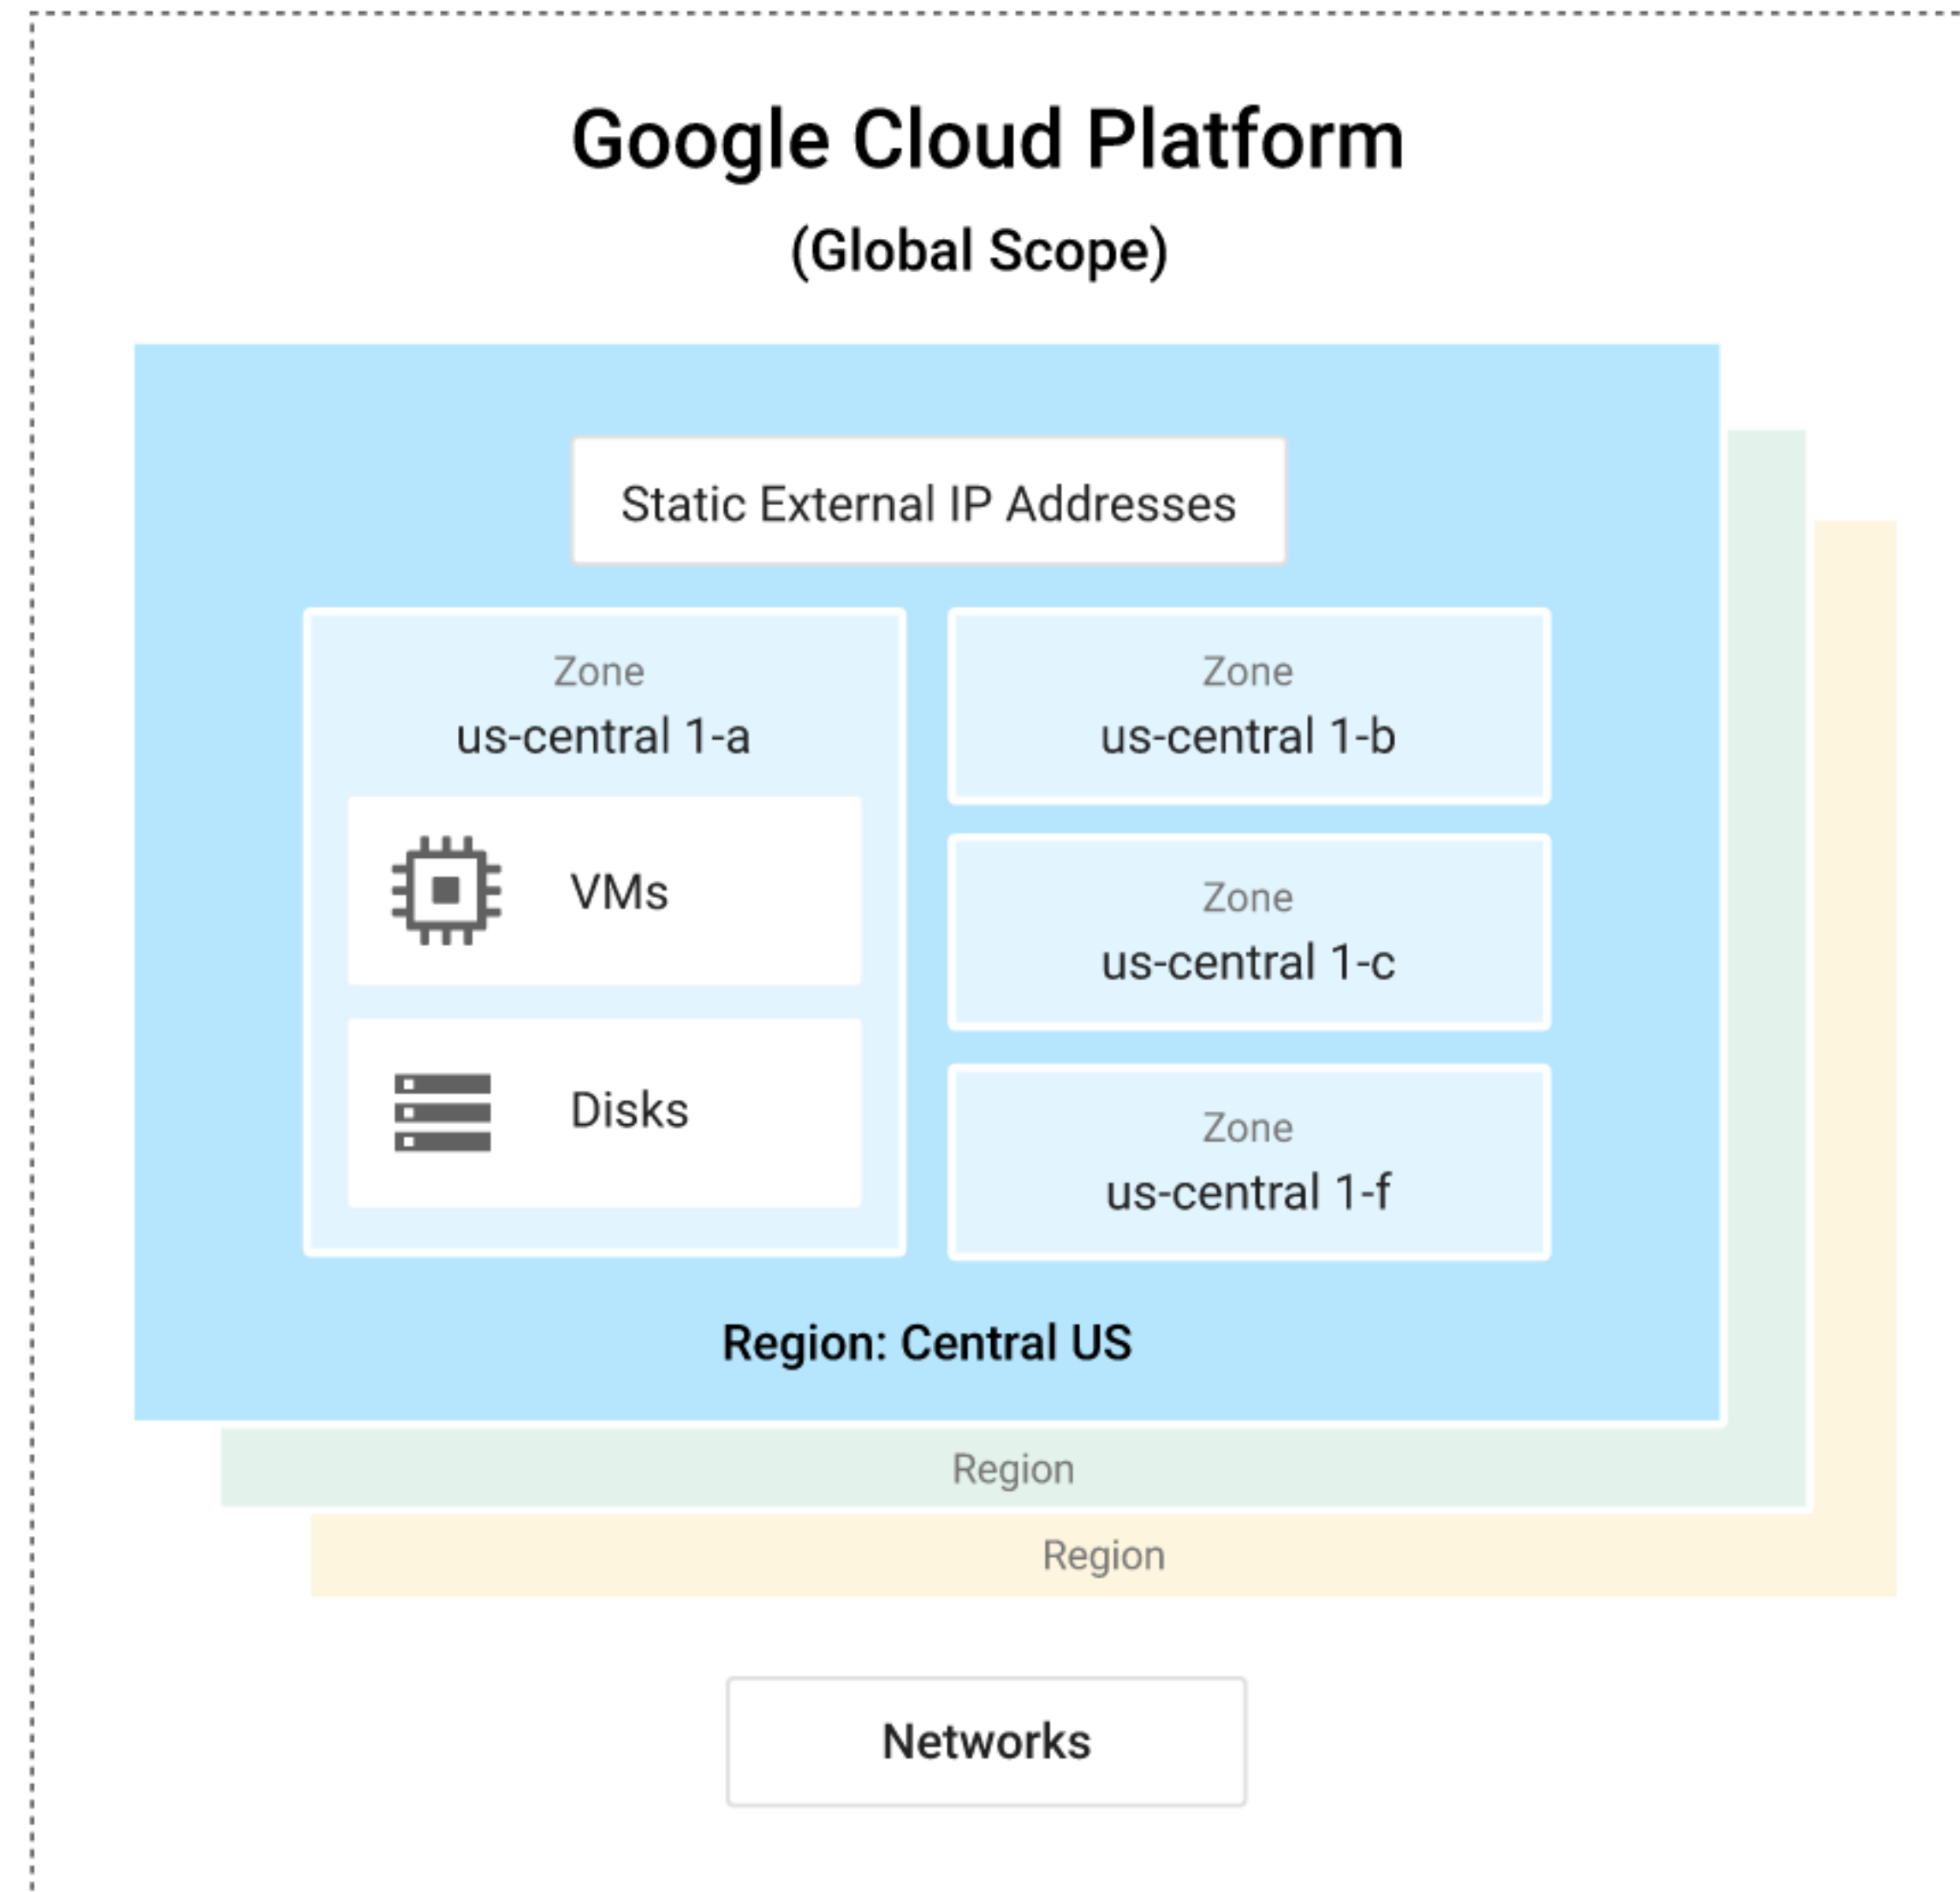 Google Cloud Platform
(Global Scope)
Static External IP Addresses
Zone
us-central 1-a
VMs
Disks
Zone
us-central 1-b
Zone
us-central 1-c
Zone
us-central 1-f
Region: Central US
Region
Region
Networks